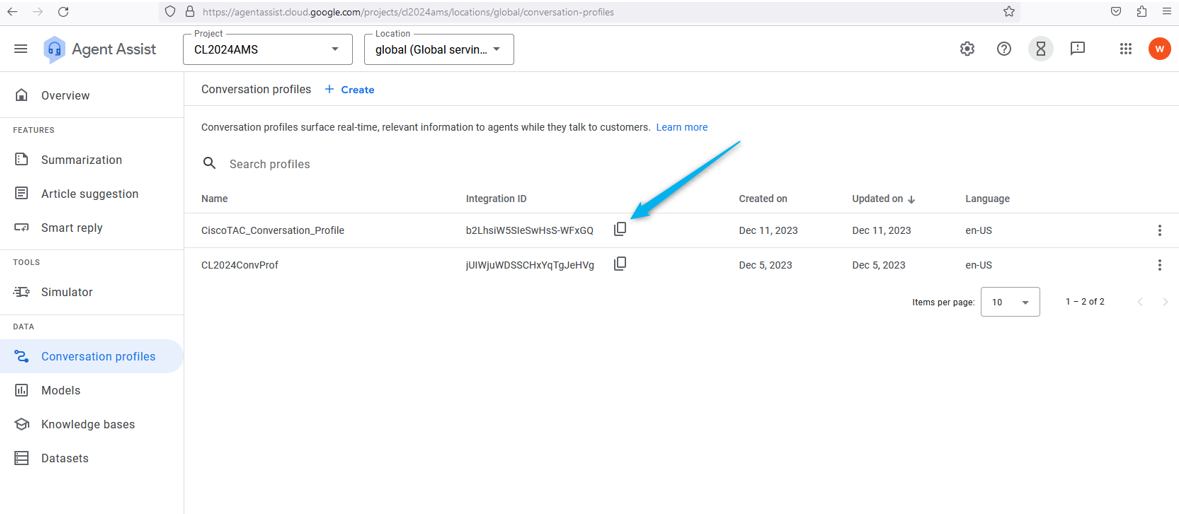 https://agentassist.cloud.google.com/projects/cl2024ams/locations/global/conversation-profiles
Agent Assist
Project
CL2024AMS
Location
global (Global servin...
W
Overview
FEATURES
Summarization
Article suggestion
Smart reply
TOOLS
Simulator
DATA
Conversation profiles
Models
Knowledge bases
Datasets
Conversation profiles + Create
Conversation profiles surface real-time, relevant information to agents while they talk to customers. Learn more
Search profiles
Name Integration ID Created on Updated on Language
CiscoTAC_Conversation_Profile b2LhsiW5SIeSwHsS-WFxGQ Dec 11, 2023 Dec 11, 2023 en-US
CL2024ConvProf jUIWjuWDSSCHxYqTgJeHVg Dec 5, 2023 Dec 5, 2023 en-US
Items per page: 10 1 – 2 of 2